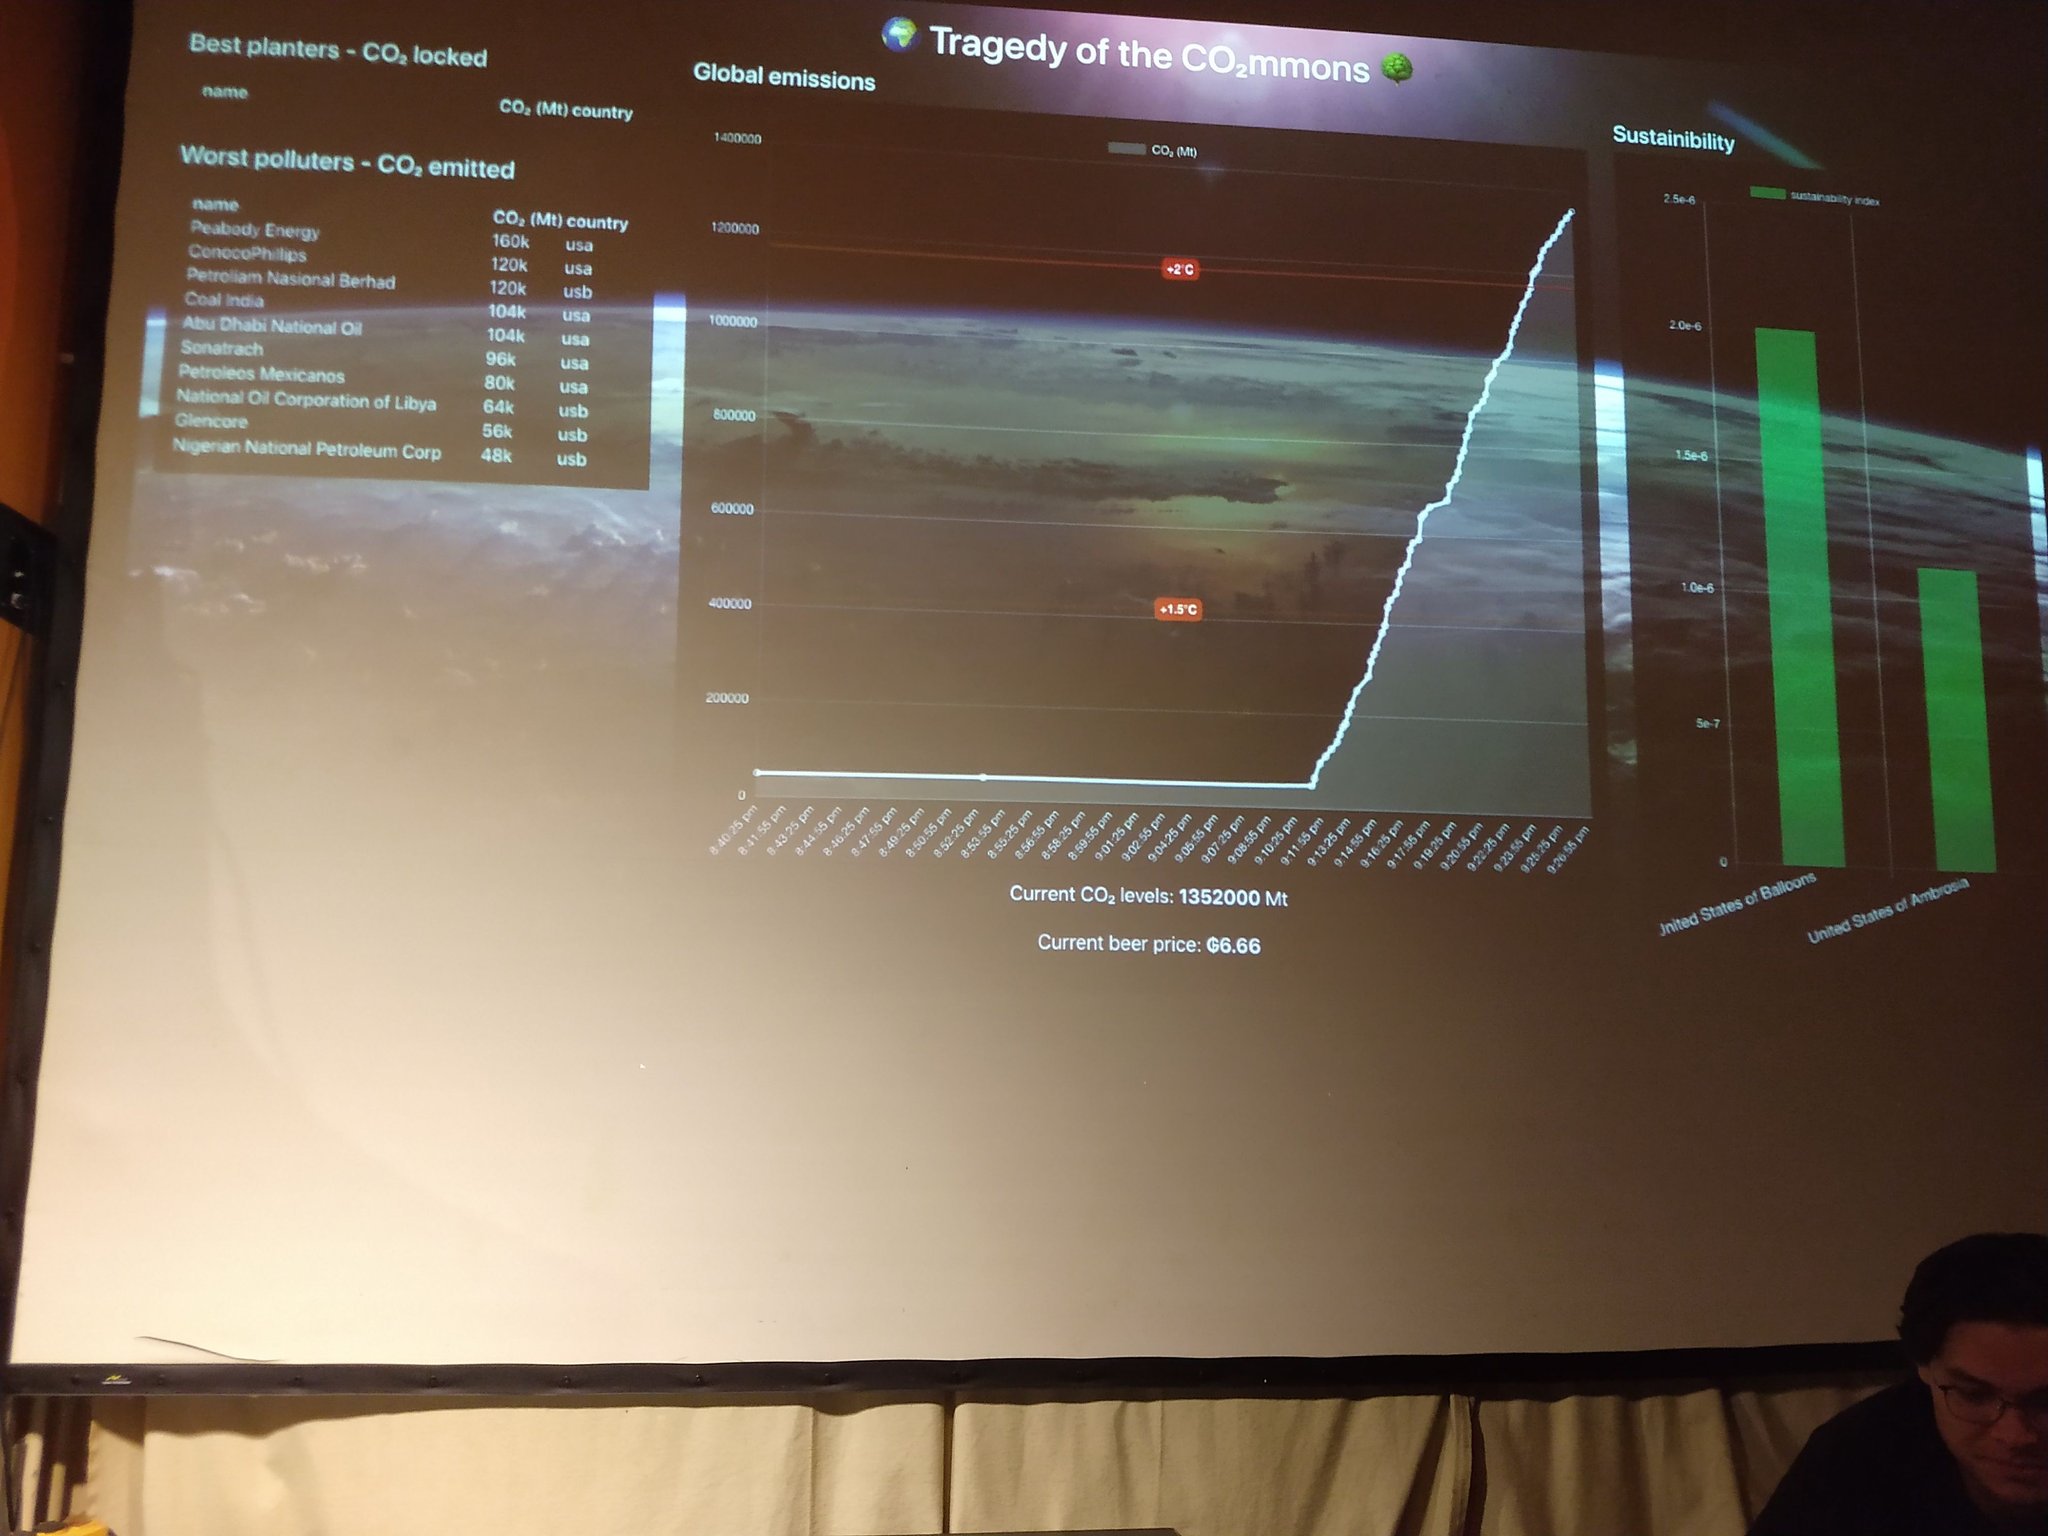 🌍 Tragedy of the CO₂mmons 🌳
Best planters - CO₂ locked
name CO₂ (Mt) country
Worst polluters - CO₂ emitted
name CO₂ (Mt) country
Peabody Energy 160k usa
ConocoPhillips 120k usa
Petroliam Nasional Berhad 120k usb
Coal India 104k usa
Abu Dhabi National Oil 104k usa
Sonatrach 96k usa
Petroleos Mexicanos 80k usa
National Oil Corporation of Libya 64k usb
Glencore 56k usb
Nigerian National Petroleum Corp 48k usb
Global emissions
CO₂ (Mt)
1400000
1200000
+2°C
1000000
800000
600000
400000
+1.5°C
200000
0
8:40:25 pm
8:41:55 pm
8:43:25 pm
8:44:55 pm
8:46:25 pm
8:47:55 pm
8:49:25 pm
8:50:55 pm
8:52:25 pm
8:53:55 pm
8:55:25 pm
8:56:55 pm
8:58:25 pm
8:59:55 pm
9:01:25 pm
9:02:55 pm
9:04:25 pm
9:05:55 pm
9:07:25 pm
9:08:55 pm
9:10:25 pm
9:11:55 pm
9:13:25 pm
9:14:55 pm
9:16:25 pm
9:17:55 pm
9:19:25 pm
9:20:55 pm
9:22:25 pm
9:23:55 pm
9:25:25 pm
9:26:55 pm
Current CO₂ levels: 1352000 Mt
Current beer price: ₲6.66
Sustainibility
sustainability index
2.5e-6
2.0e-6
1.5e-6
1.0e-6
5e-7
0
United States of Balloons
United States of Ambrosia